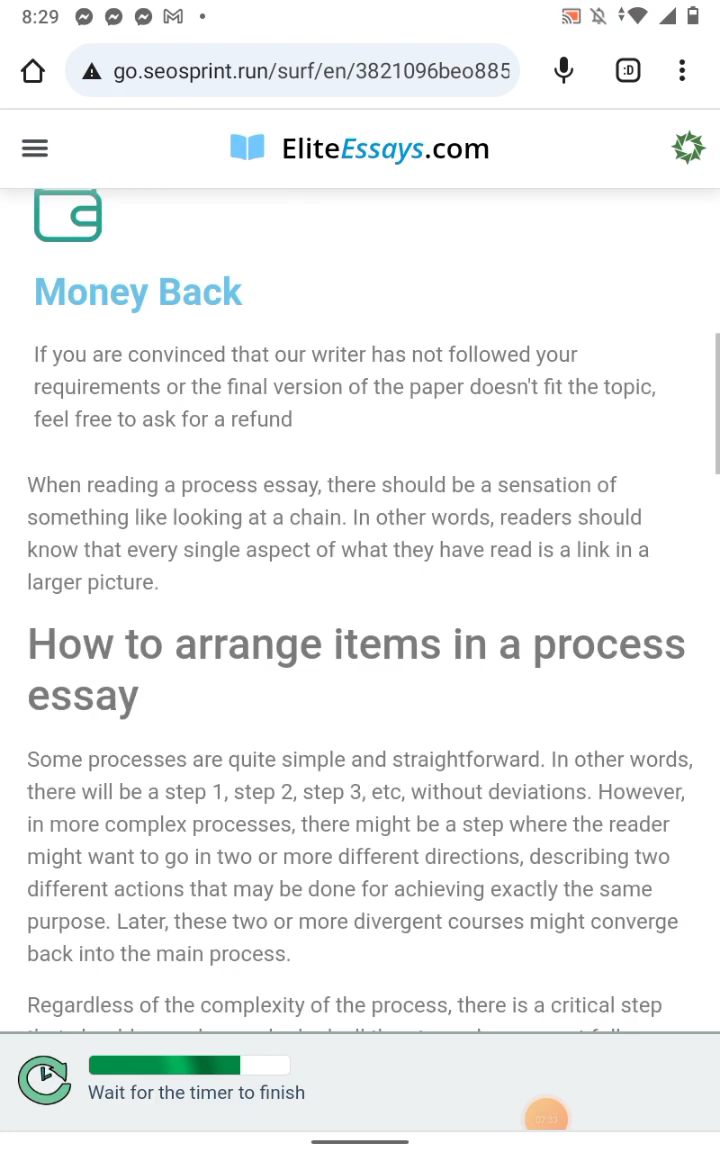 8:29
go.seosprint.run/surf/en/3821096beo885
:D
EliteEssays.com
Money Back
If you are convinced that our writer has not followed your
requirements or the final version of the paper doesn't fit the topic,
feel free to ask for a refund
When reading a process essay, there should be a sensation of
something like looking at a chain. In other words, readers should
know that every single aspect of what they have read is a link in a
larger picture.
How to arrange items in a process
essay
Some processes are quite simple and straightforward. In other words,
there will be a step 1, step 2, step 3, etc, without deviations. However,
in more complex processes, there might be a step where the reader
might want to go in two or more different directions, describing two
different actions that may be done for achieving exactly the same
purpose. Later, these two or more divergent courses might converge
back into the main process.
Regardless of the complexity of the process, there is a critical step
Wait for the timer to finish